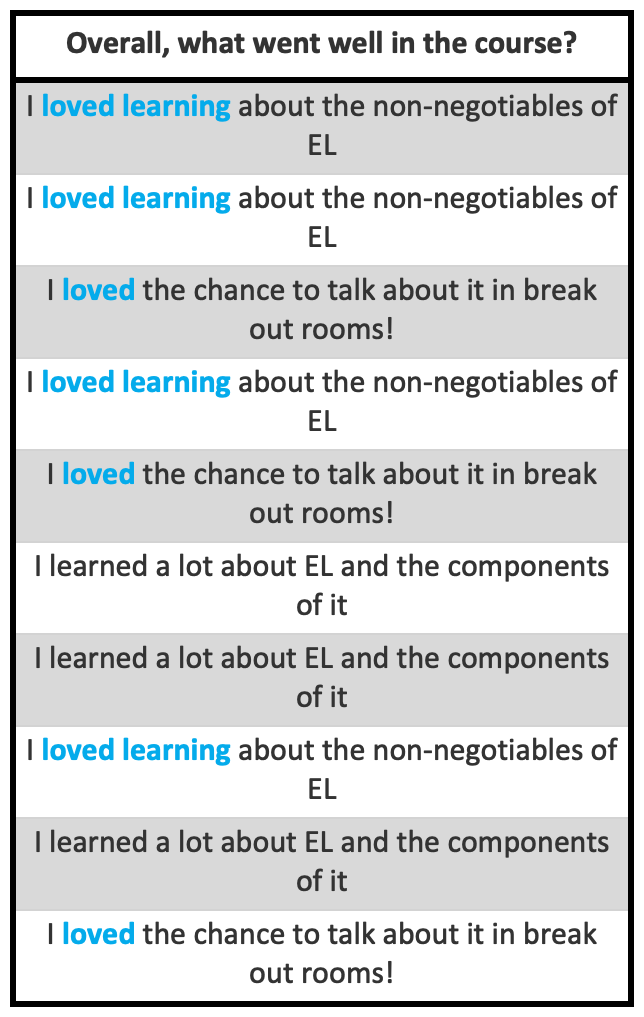 Overall, what went well in the course?
I loved learning about the non-negotiables of
EL
I loved learning about the non-negotiables of
EL
I loved the chance to talk about it in break
out rooms!
I loved learning about the non-negotiables of
EL
I loved the chance to talk about it in break
out rooms!
I learned a lot about EL and the components
of it
I learned a lot about EL and the components
of it
I loved learning about the non-negotiables of
EL
I learned a lot about EL and the components
of it
I loved the chance to talk about it in break
out rooms!